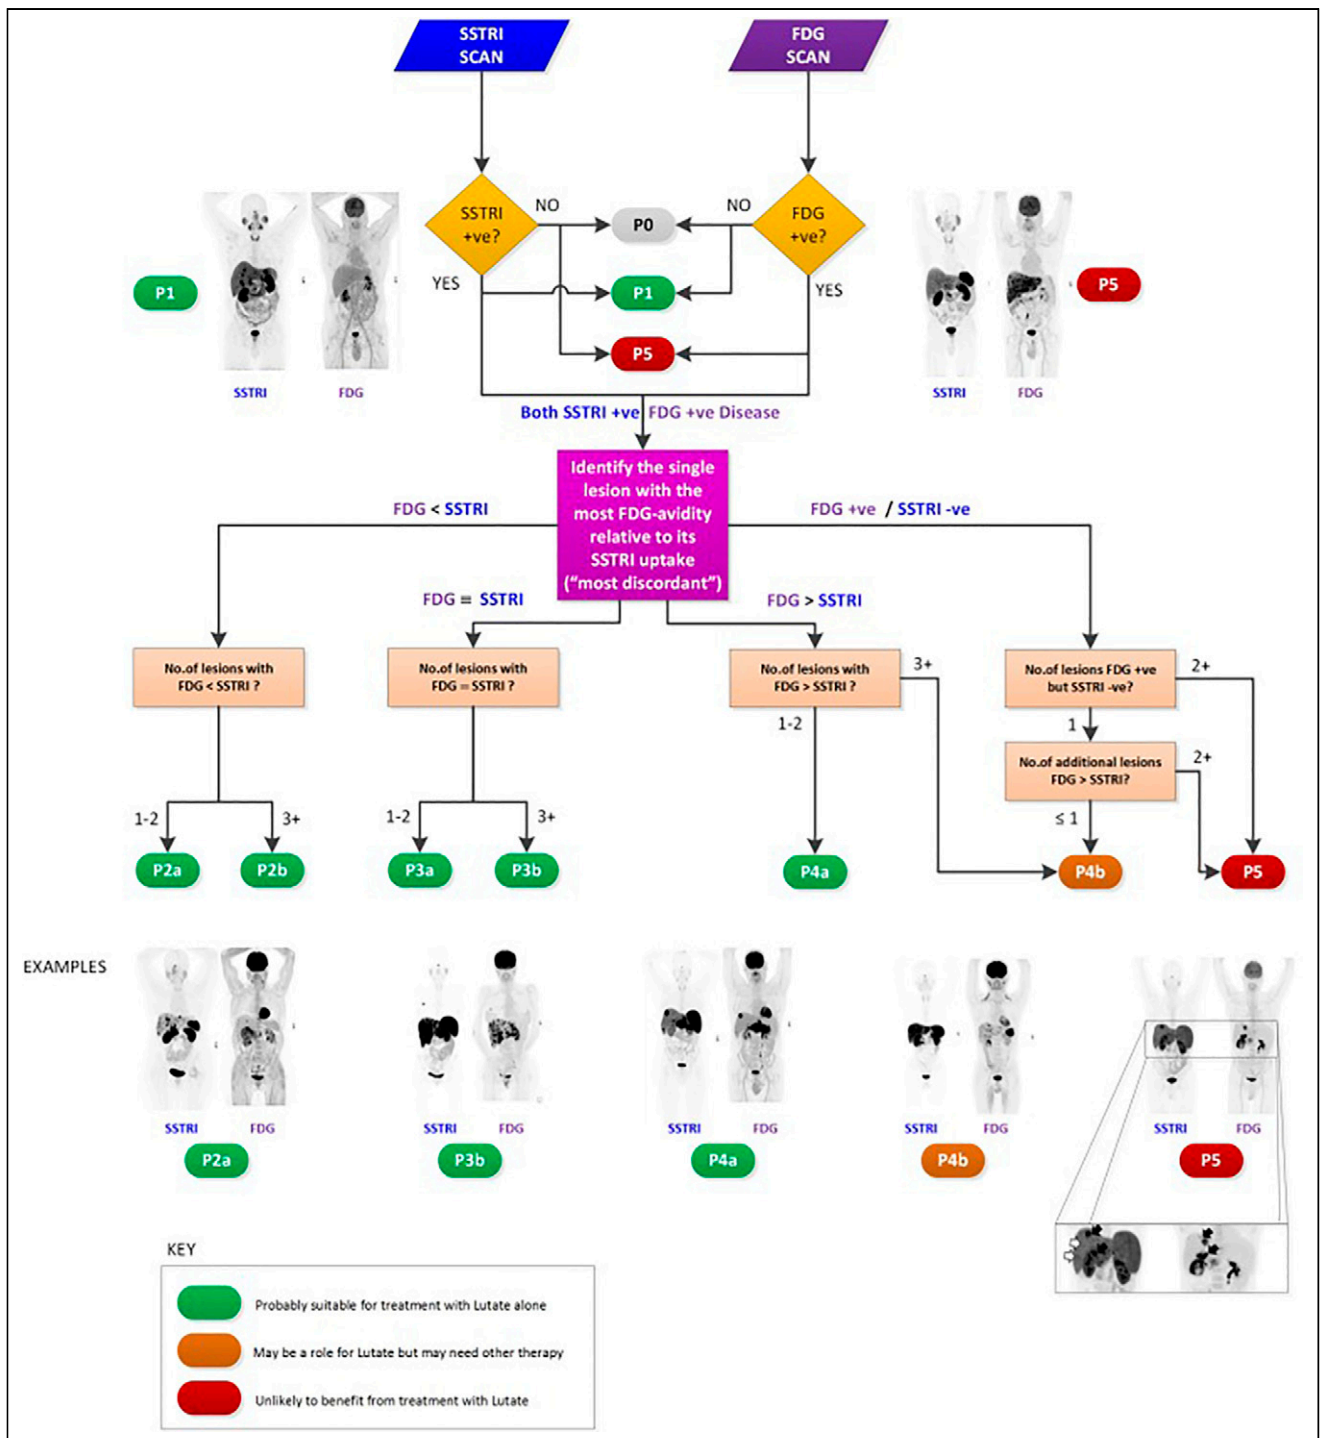 SSTRI
SCAN
FDG
SCAN
SSTRI
+ve?
NO
P0
NO
FDG
+ve?
YES
P1
YES
P5
P1
SSTRI
FDG
P5
SSTRI
FDG
Both SSTRI +ve FDG +ve Disease
Identify the single
lesion with the
most FDG-avidity
relative to its
SSTRI uptake
("most discordant")
FDG < SSTRI
FDG +ve / SSTRI -ve
FDG = SSTRI
FDG > SSTRI
No.of lesions with
FDG < SSTRI ?
No.of lesions with
FDG = SSTRI ?
No.of lesions with
FDG > SSTRI ?
3+
No.of lesions FDG +ve
but SSTRI -ve?
2+
1-2
1
No.of additional lesions
FDG > SSTRI?
2+
1-2
3+
1-2
3+
≤ 1
P2a
P2b
P3a
P3b
P4a
P4b
P5
EXAMPLES
SSTRI
FDG
SSTRI
FDG
SSTRI
FDG
SSTRI
FDG
SSTRI
FDG
P2a
P3b
P4a
P4b
P5
KEY
Probably suitable for treatment with Lutate alone
May be a role for Lutate but may need other therapy
Unlikely to benefit from treatment with Lutate